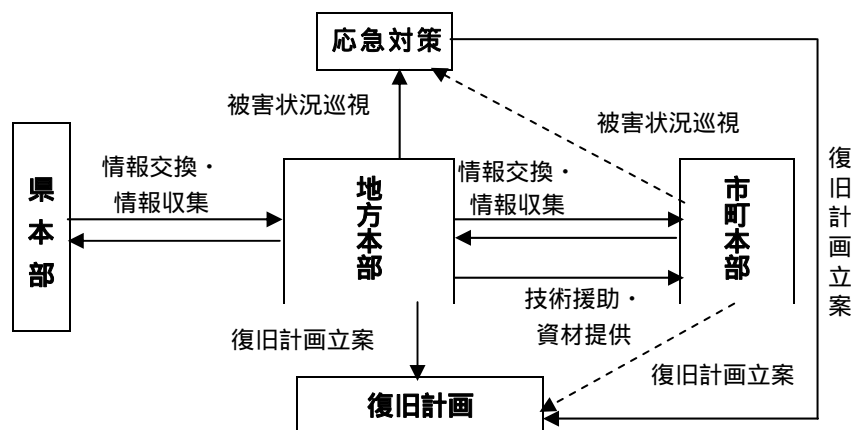 応急対策
被害状況巡視
被害状況巡視
情報交換・
情報収集
情報交換・
情報収集
県本部
地方本部
市町本部
復旧計画立案
技術援助・
資材提供
復旧計画立案
復旧計画立案
復旧計画